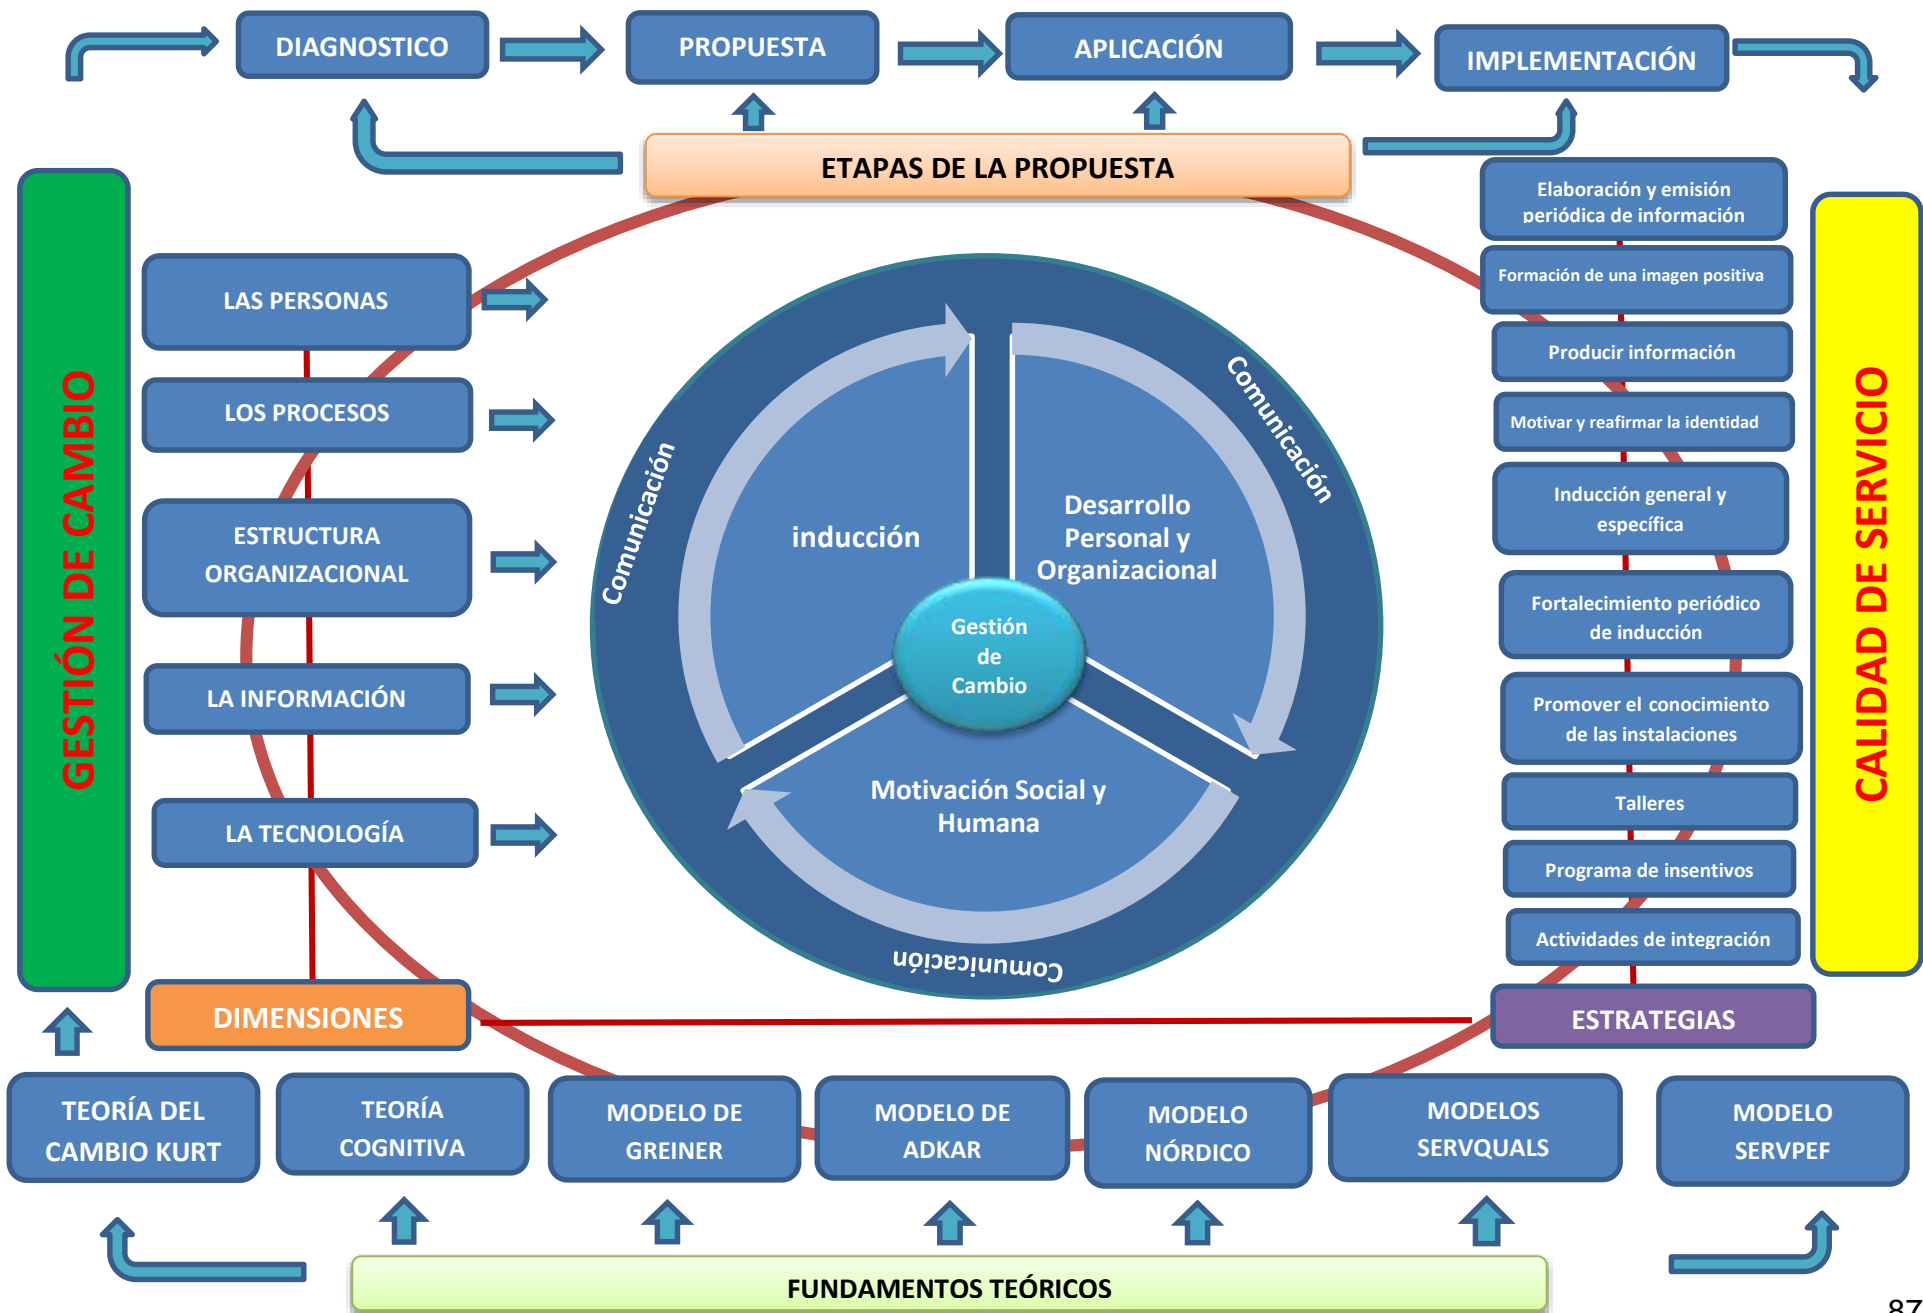 DIAGNOSTICO
PROPUESTA
APLICACIÓN
IMPLEMENTACIÓN
ETAPAS DE LA PROPUESTA
GESTIÓN DE CAMBIO
LAS PERSONAS
LOS PROCESOS
ESTRUCTURA
ORGANIZACIONAL
LA INFORMACIÓN
LA TECNOLOGÍA
DIMENSIONES
Comunicación
Comunicación
Comunicación
inducción
Desarrollo
Personal y
Organizacional
Gestión
de
Cambio
Motivación Social y
Humana
Elaboración y emisión
periódica de información
Formación de una imagen positiva
Producir información
Motivar y reafirmar la identidad
Inducción general y
específica
Fortalecimiento periódico
de inducción
Promover el conocimiento
de las instalaciones
Talleres
Programa de insentivos
Actividades de integración
ESTRATEGIAS
CALIDAD DE SERVICIO
TEORÍA DEL
CAMBIO KURT
TEORÍA
COGNITIVA
MODELO DE
GREINER
MODELO DE
ADKAR
MODELO
NÓRDICO
MODELOS
SERVQUALS
MODELO
SERVPEF
FUNDAMENTOS TEÓRICOS
87